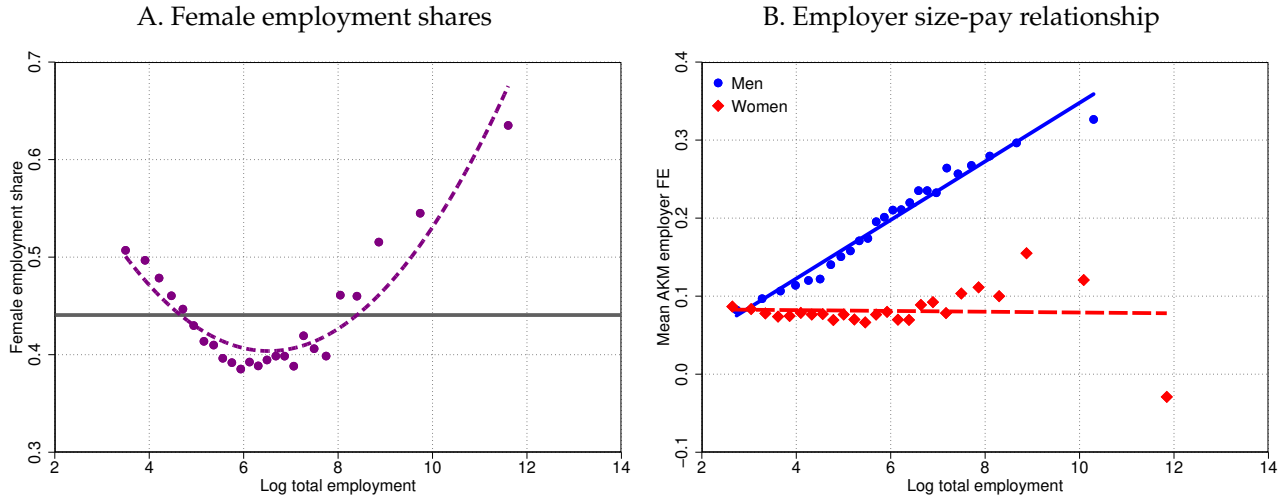 A. Female employment shares
0.7
0.6
0.5
0.4
0.3
Female employment share
2 4 6 8 10 12 14
Log total employment
B. Employer size-pay relationship
Men
Women
0.4
0.3
0.2
0.1
0.0
−0.1
Mean AKM employer FE
2 4 6 8 10 12 14
Log total employment